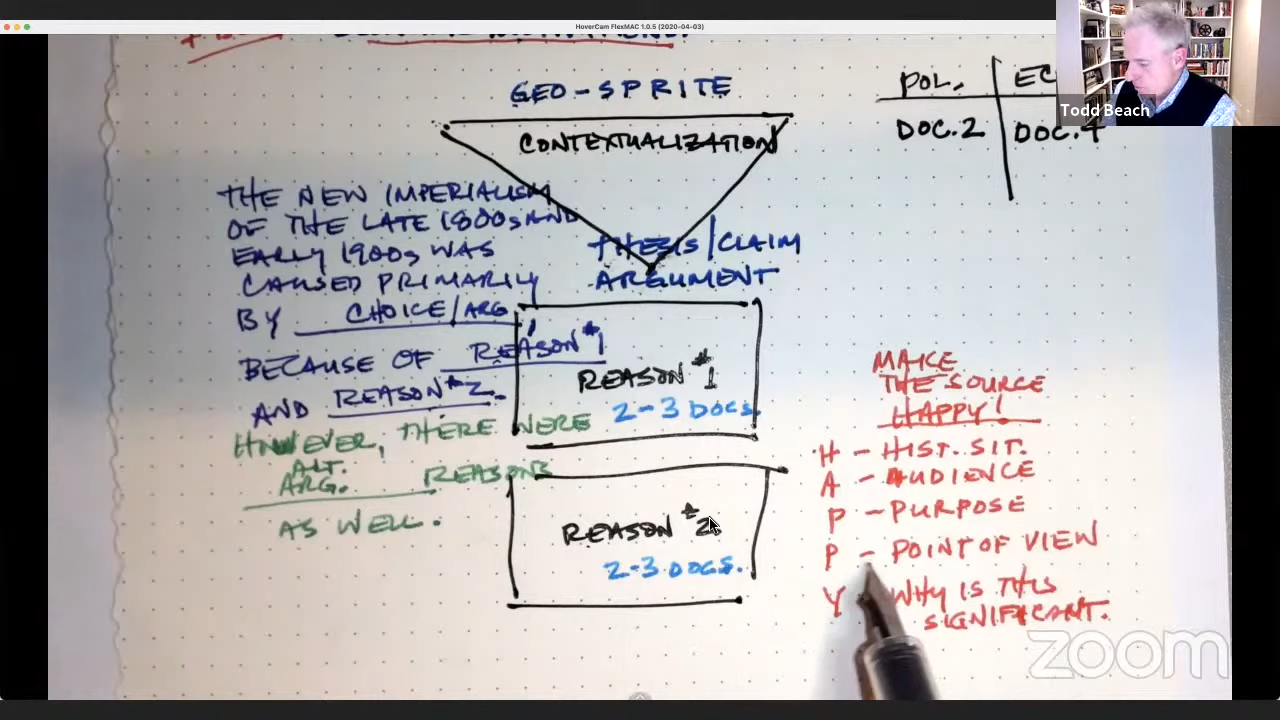 HoverCam FlexMAC 1.0.5 (2020-04-03)
GEO-SPRITE
CONTEXTUALIZATION
POL.
DOC.2
DOC.4
Todd Beach
THE NEW IMPERIALISM
OF THE LATE 1800s AND
EARLY 1900s WAS
CAUSED PRIMARILY
BY CHOICE/ARG
BECAUSE OF REASON #1
AND REASON #2.
HOWEVER, THERE WERE
ALT.
ARG. REASONS
AS WELL.
THESIS/CLAIM
ARGUMENT
REASON #1
2-3 DOCS.
REASON #2
2-3 DOCS.
MAKE
THE SOURCE
HAPPY!
H - HIST. SIT.
A - AUDIENCE
P - PURPOSE
P - POINT OF VIEW
Y - WHY IS THIS
SIGNIFICANT.
zoom